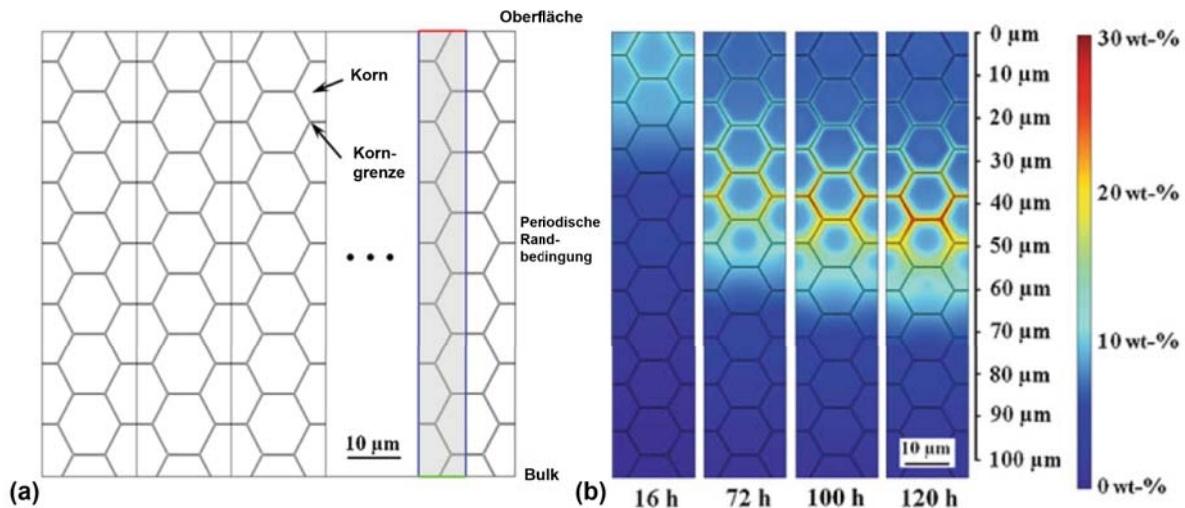 Oberfläche
Korn
Korn-
grenze
Periodische
Rand-
bedingung
10 µm
Bulk
(a)
0 µm
10 µm
20 µm
30 µm
40 µm
50 µm
60 µm
70 µm
80 µm
90 µm
100 µm
10 µm
30 wt-%
20 wt-%
10 wt-%
0 wt-%
(b)
16 h
72 h
100 h
120 h